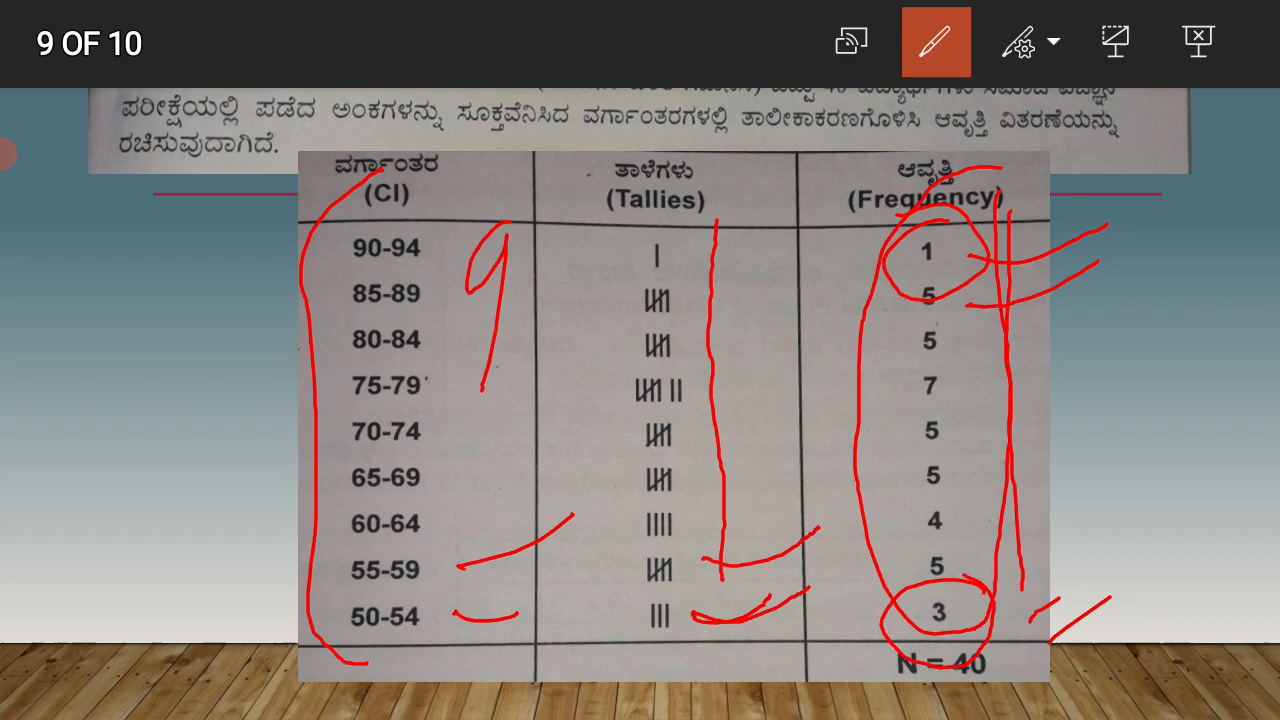 9 OF 10
ಪರೀಕ್ಷೆಯಲ್ಲಿ ಪಡೆದ ಅಂಕಗಳನ್ನು ಸೂಕ್ತವೆನಿಸಿದ ವರ್ಗಾಂತರಗಳಲ್ಲಿ ತಾಲೀಕಾಕರಣಗೊಳಿಸಿ ಆವೃತ್ತಿ ವಿತರಣೆಯನ್ನು
ರಚಿಸುವುದಾಗಿದೆ.
ವರ್ಗಾಂತರ ತಾಳೆಗಳು ಆವೃತ್ತಿ
(CI) (Tallies) (Frequency)
90-94 | 1
85-89 5
80-84 5
75-79 7
70-74 5
65-69 5
60-64 |||| 4
55-59 5
50-54 ||| 3
N = 40
9